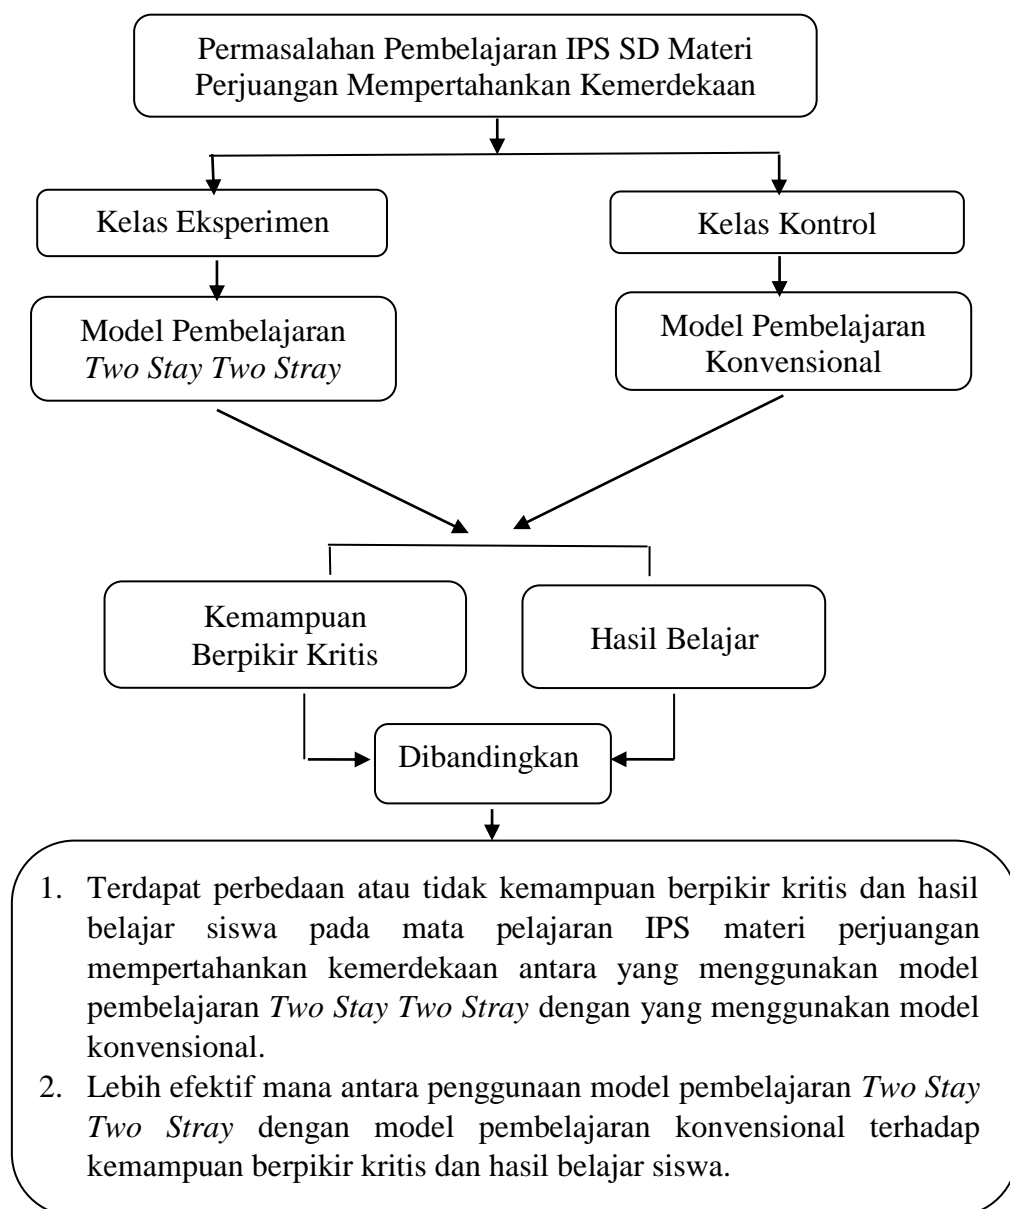 Permasalahan Pembelajaran IPS SD Materi
Perjuangan Mempertahankan Kemerdekaan
Kelas Eksperimen
Kelas Kontrol
Model Pembelajaran
Two Stay Two Stray
Model Pembelajaran
Konvensional
Kemampuan
Berpikir Kritis
Hasil Belajar
Dibandingkan
1. Terdapat perbedaan atau tidak kemampuan berpikir kritis dan hasil
belajar siswa pada mata pelajaran IPS materi perjuangan
mempertahankan kemerdekaan antara yang menggunakan model
pembelajaran Two Stay Two Stray dengan yang menggunakan model
konvensional.
2. Lebih efektif mana antara penggunaan model pembelajaran Two Stay
Two Stray dengan model pembelajaran konvensional terhadap
kemampuan berpikir kritis dan hasil belajar siswa.